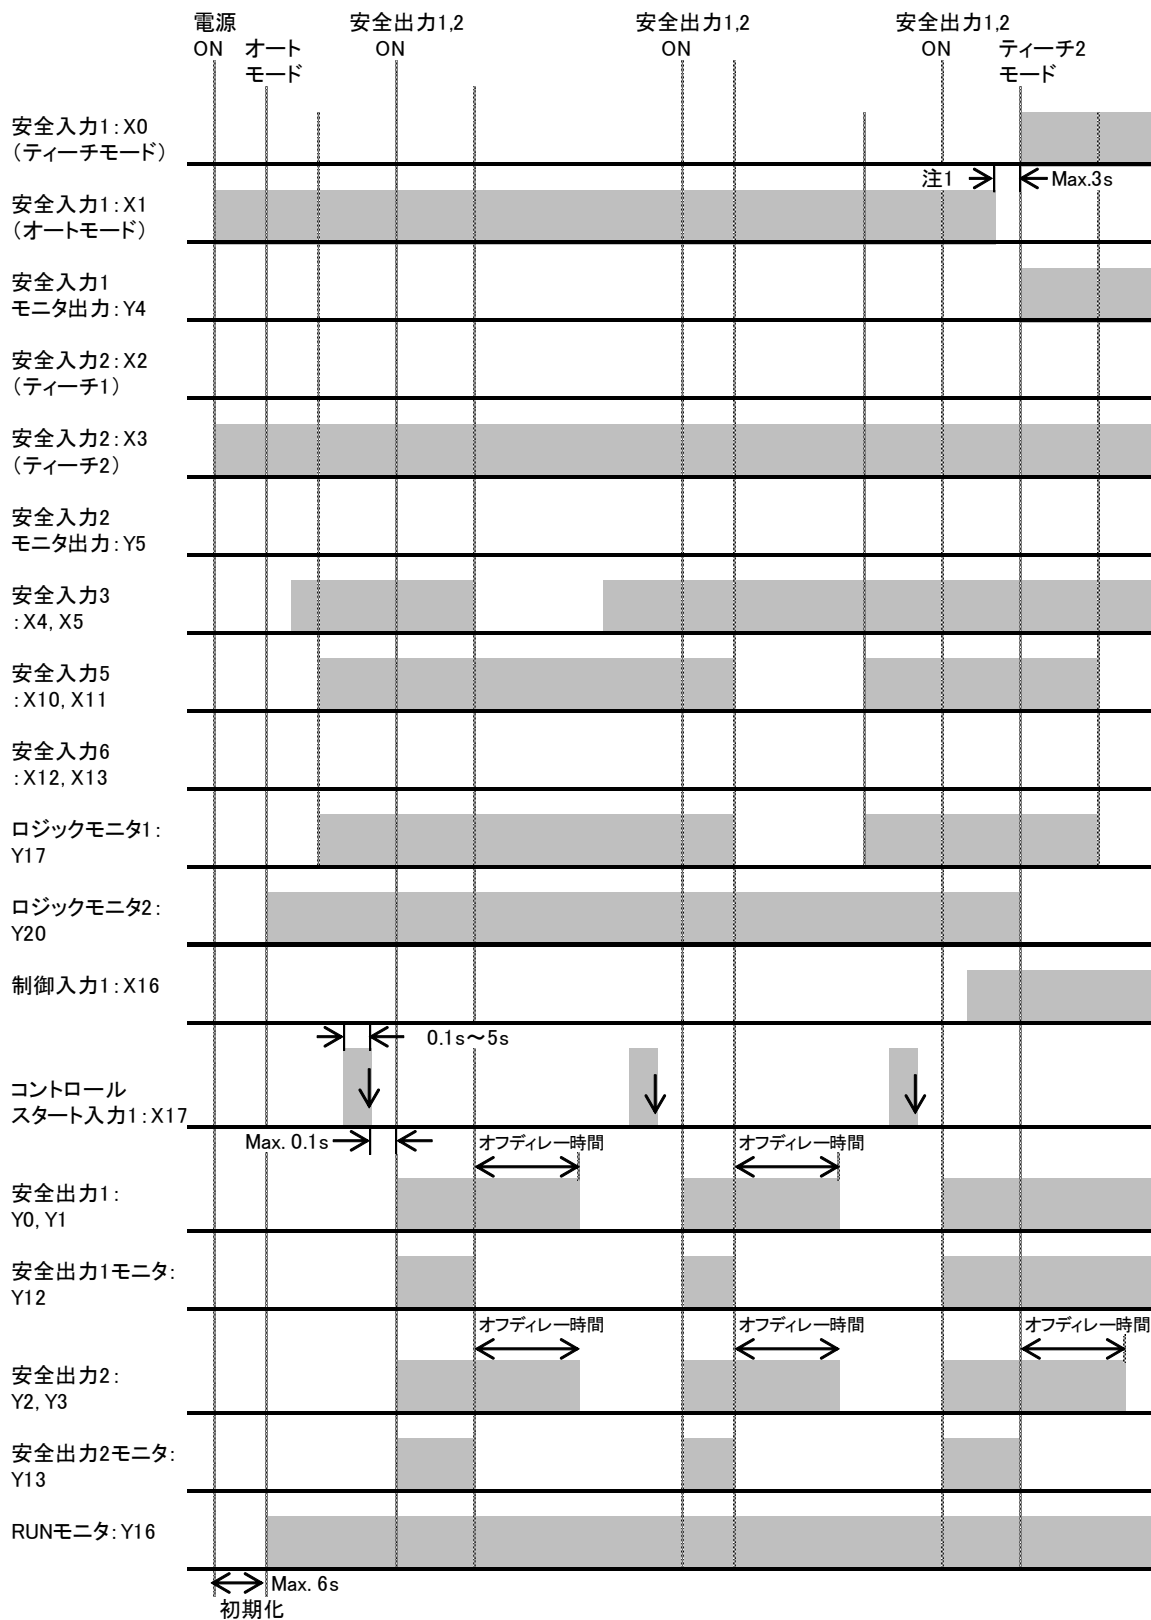 電源
ON
オート
モード
安全出力1,2
ON
安全出力1,2
ON
安全出力1,2
ON
ティーチ2
モード
安全入力1：X0
（ティーチモード）
注1
Max.3s
安全入力1：X1
（オートモード）
安全入力1
モニタ出力：Y4
安全入力2：X2
（ティーチ1）
安全入力2：X3
（ティーチ2）
安全入力2
モニタ出力：Y5
安全入力3
：X4, X5
安全入力5
：X10, X11
安全入力6
：X12, X13
ロジックモニタ1：
Y17
ロジックモニタ2：
Y20
制御入力1：X16
0.1s～5s
コントロール
スタート入力1：X17
Max. 0.1s
オフディレー時間
オフディレー時間
安全出力1：
Y0, Y1
安全出力1モニタ：
Y12
オフディレー時間
オフディレー時間
オフディレー時間
安全出力2：
Y2, Y3
安全出力2モニタ：
Y13
RUNモニタ：Y16
Max. 6s
初期化